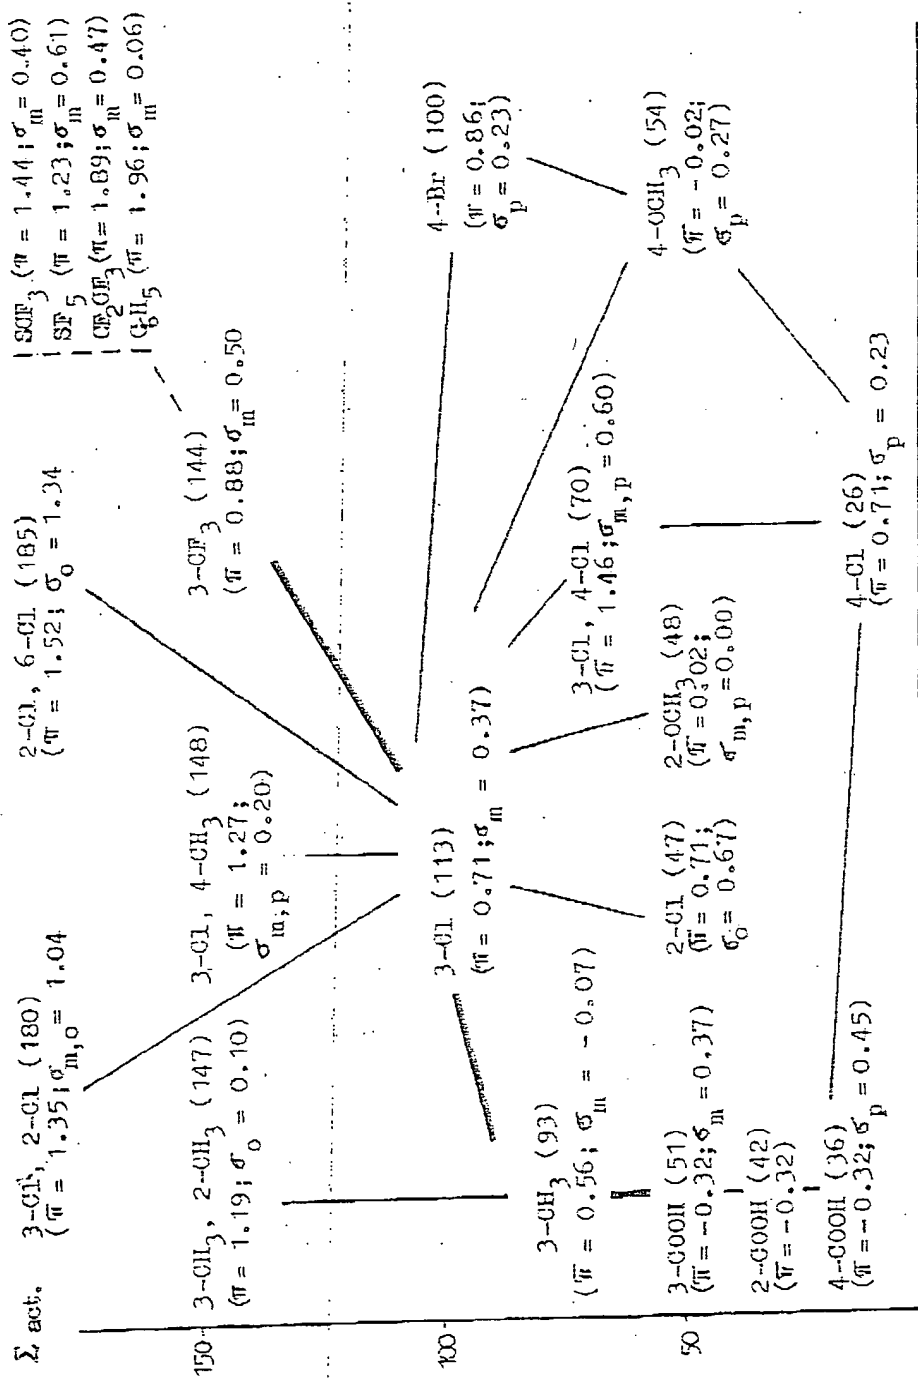 Σ act.
3-Cl, 2-Cl (180)
(π = 1.35; σm,o = 1.04
2-Cl, 6-Cl (185)
(π = 1.52; σo = 1.34
| SCF3 (π = 1.44; σm = 0.40)
| SF5 (π = 1.23; σm = 0.61)
| CF2CF3 (π = 1.89; σm = 0.47)
| C6H5 (π = 1.96; σm = 0.06)
150
3-CH3, 2-CH3 (147)
(π = 1.19; σo = 0.10)
3-Cl, 4-CH3 (148)
(π = 1.27;
σm;p = 0.20)
3-CF3 (144)
(π = 0.88; σm = 0.50
100
3-CH3 (93)
(π = 0.56; σm = -0.07)
3-Cl (113)
(π = 0.71; σm = 0.37)
4-Br (100)
(π = 0.86;
σp = 0.23)
50
3-COOH (51)
(π = -0.32; σm = 0.37)
2-COOH (42)
(π = -0.32)
4-COOH (36)
(π = -0.32; σp = 0.45)
2-Cl (47)
(π = 0.71;
σo = 0.67)
2-OCH3 (48)
(π = 0.02;
σm,p = 0.00)
3-Cl, 4-Cl (70)
(π = 1.46; σm,p = 0.60)
4-OCH3 (54)
(π = -0.02;
σp = 0.27)
4-Cl (26)
(π = 0.71; σp = 0.23